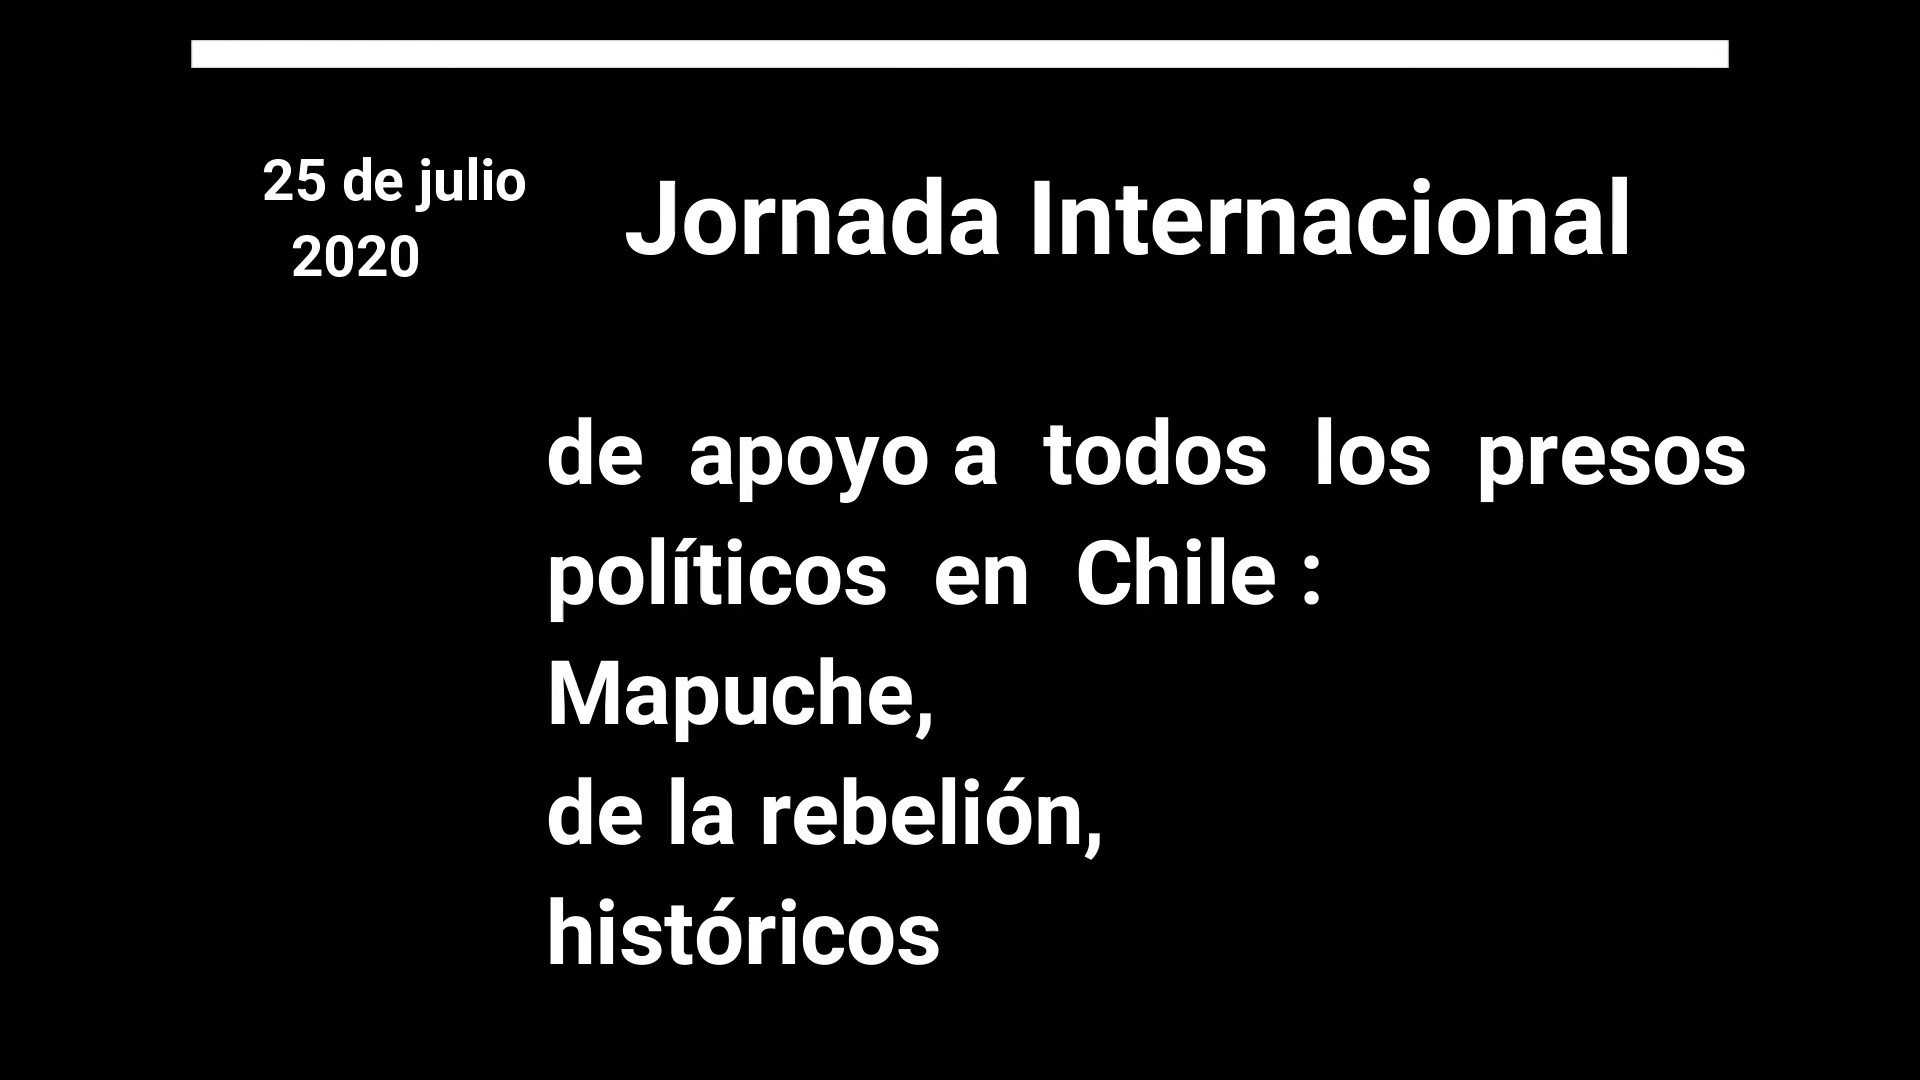 25 de julio
2020
Jornada Internacional
de apoyo a todos los presos
políticos en Chile :
Mapuche,
de la rebelión,
históricos